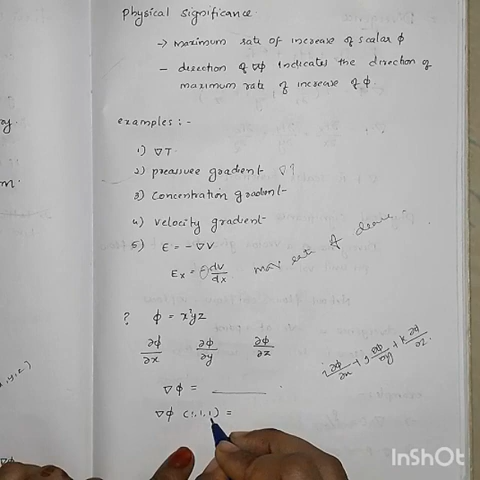 physical significance
→ maximum rate of increase of scalar ϕ
- direction of ∇ϕ indicates the direction of
maximum rate of increase of ϕ
examples :-
1) ∇T
2) pressure gradient ∇P
3) concentration gradient
4) velocity gradient
5) E = -∇V
Ex = (-) dv/dx max rate of
? ϕ = x²yz
∂ϕ/∂x ∂ϕ/∂y ∂ϕ/∂z
i ∂ϕ/∂x + j ∂ϕ/∂y + k ∂ϕ/∂z
∇ϕ = ______ .
∇ϕ (1,1,1) =
InShOt